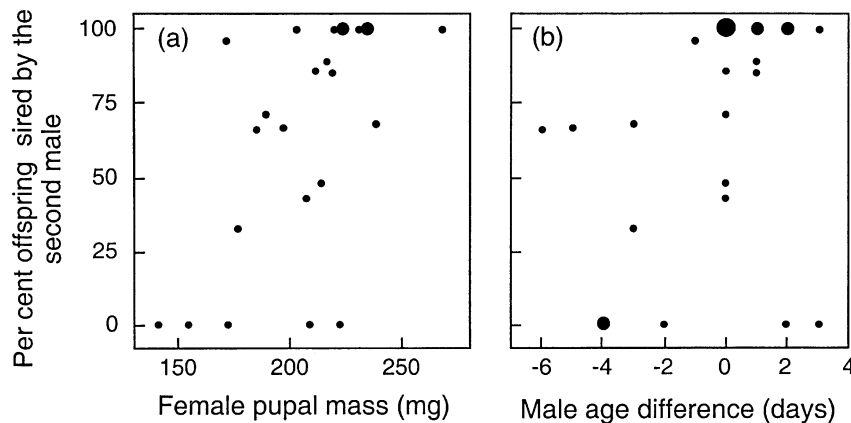 Per cent offspring sired by the
second male
(a)
100
75
50
25
0
150 200 250
Female pupal mass (mg)
(b)
-6 -4 -2 0 2 4
Male age difference (days)